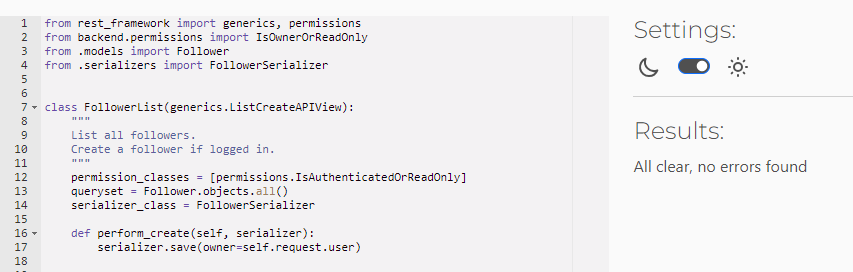 1 from rest_framework import generics, permissions
2 from backend.permissions import IsOwnerOrReadOnly
3 from .models import Follower
4 from .serializers import FollowerSerializer
5
6
7 class FollowerList(generics.ListCreateAPIView):
8     """
9     List all followers.
10     Create a follower if logged in.
11     """
12     permission_classes = [permissions.IsAuthenticatedOrReadOnly]
13     queryset = Follower.objects.all()
14     serializer_class = FollowerSerializer
15
16     def perform_create(self, serializer):
17         serializer.save(owner=self.request.user)
18
Settings:
Results:
All clear, no errors found